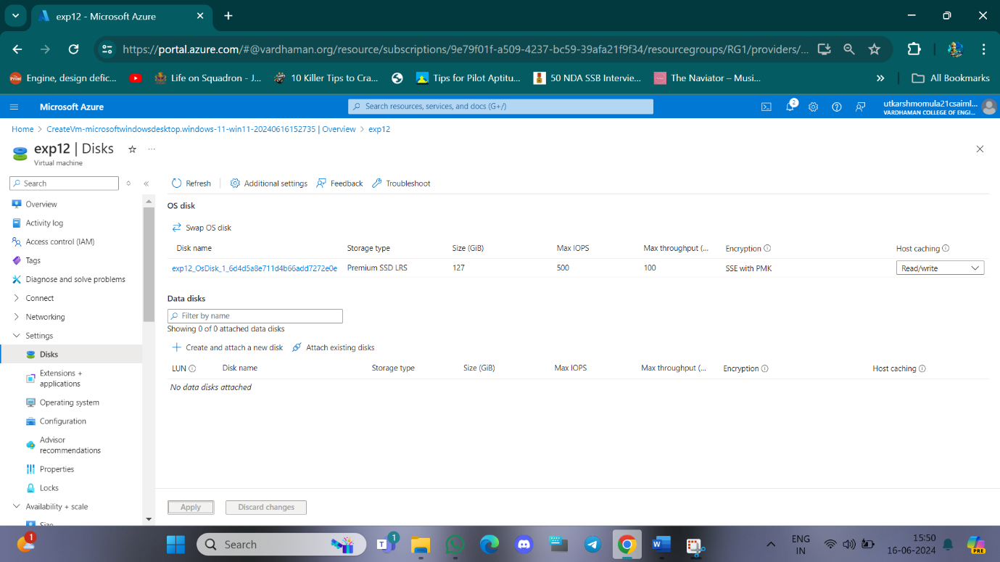 exp12 - Microsoft Azure
https://portal.azure.com/#@vardhaman.org/resource/subscriptions/9e79f01f-a509-4237-bc59-39afa21f9f34/resourcegroups/RG1/providers/...
Engine, design defic... Life on Squadron - J... 10 Killer Tips to Cra... Tips for Pilot Aptitu... 50 NDA SSB Intervie... The Naviator – Musi... » All Bookmarks
Microsoft Azure Search resources, services, and docs (G+/) 2 utkarshmomula21csaiml...
VARDHAMAN COLLEGE OF ENGI...
Home > CreateVm-microsoftwindowsdesktop.windows-11-win11-20240616152735 | Overview > exp12
exp12 | Disks ...
Virtual machine
Search «
Refresh Additional settings Feedback Troubleshoot
Overview
Activity log
Access control (IAM)
Tags
Diagnose and solve problems
Connect
Networking
Settings
Disks
Extensions +
applications
Operating system
Configuration
Advisor
recommendations
Properties
Locks
Availability + scale
Size
OS disk
Swap OS disk
Disk name Storage type Size (GiB) Max IOPS Max throughput (... Encryption Host caching
exp12_OsDisk_1_6d4d5a8e711d4b66add7272e0e Premium SSD LRS 127 500 100 SSE with PMK Read/write
Data disks
Filter by name
Showing 0 of 0 attached data disks
Create and attach a new disk Attach existing disks
LUN Disk name Storage type Size (GiB) Max IOPS Max throughput (... Encryption Host caching
No data disks attached
Apply Discard changes
1 Search T 1 W ENG 15:50 PRE
IN 16-06-2024